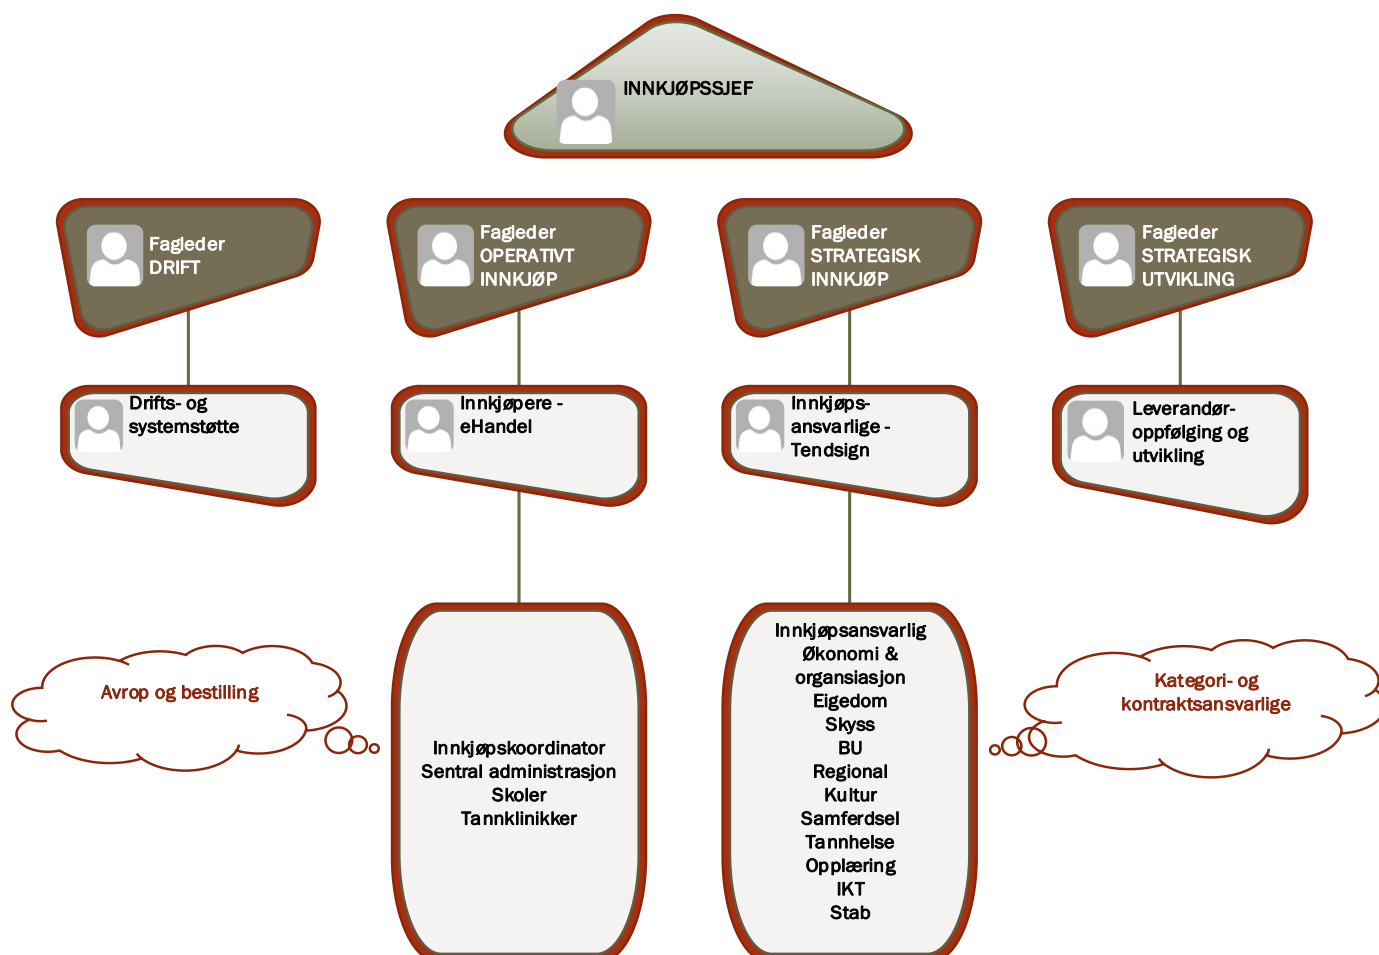 INNKJØPSSJEF
Fagleder
DRIFT
Fagleder
OPERATIVT
INNKJØP
Fagleder
STRATEGISK
INNKJØP
Fagleder
STRATEGISK
UTVIKLING
Drifts- og
systemstøtte
Innkjøpere -
eHandel
Innkjøps-
ansvarlige -
Tendsign
Leverandør-
oppfølging og
utvikling
Avrop og bestilling
Innkjøpskoordinator
Sentral administrasjon
Skoler
Tannklinikker
Innkjøpsansvarlig
Økonomi &
organsiasjon
Eigedom
Skyss
BU
Regional
Kultur
Samferdsel
Tannhelse
Opplæring
IKT
Stab
Kategori- og
kontraktsansvarlige